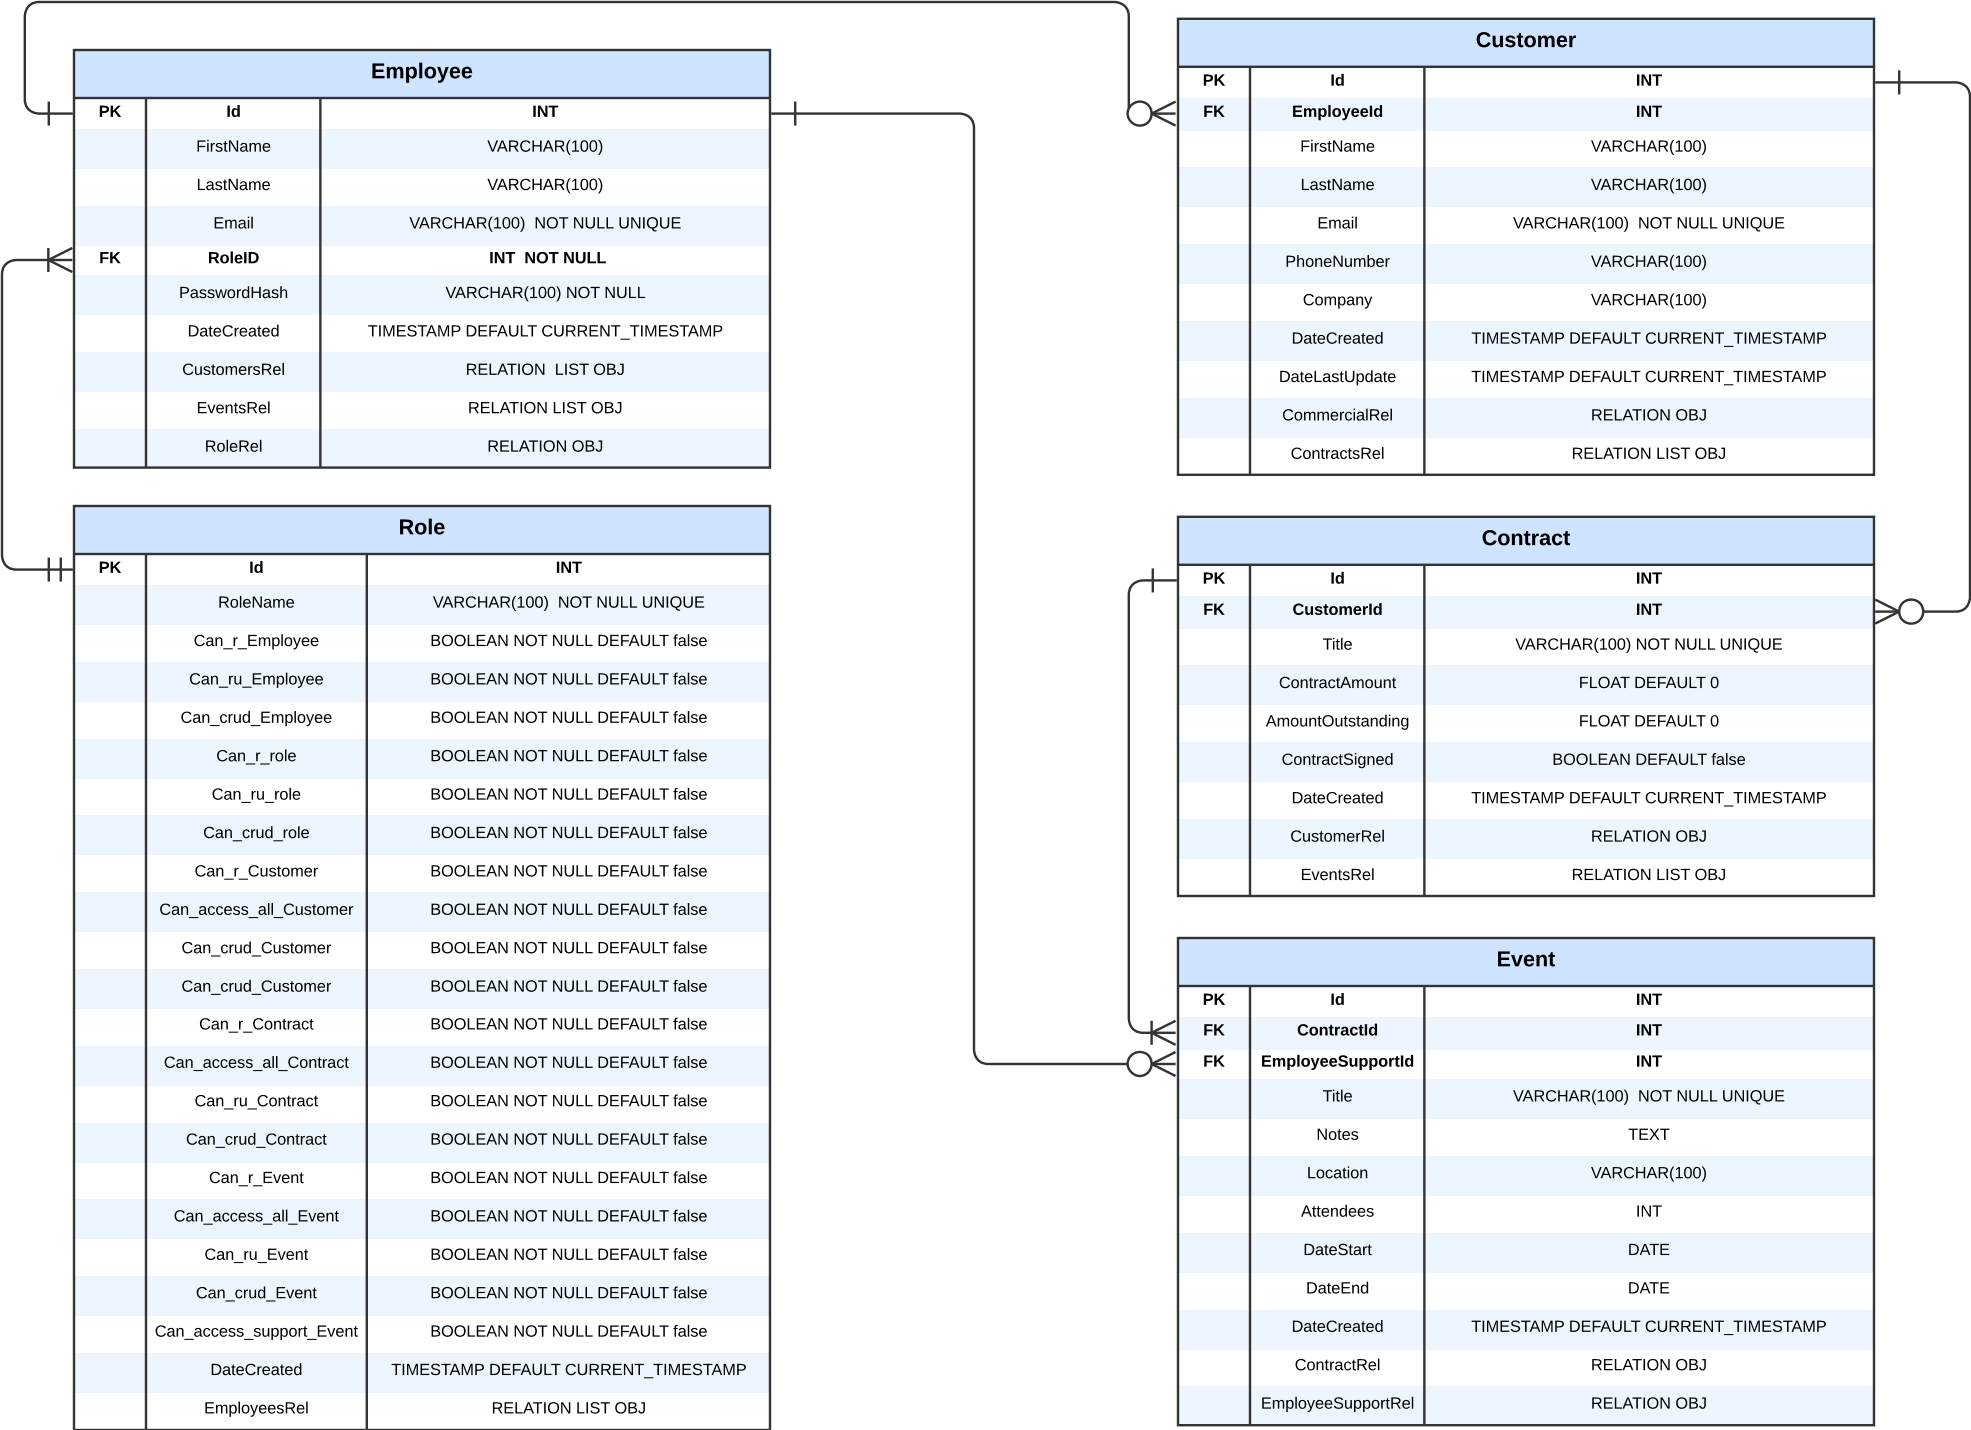 Employee
PK Id INT
FirstName VARCHAR(100)
LastName VARCHAR(100)
Email VARCHAR(100) NOT NULL UNIQUE
FK RoleID INT NOT NULL
PasswordHash VARCHAR(100) NOT NULL
DateCreated TIMESTAMP DEFAULT CURRENT_TIMESTAMP
CustomersRel RELATION LIST OBJ
EventsRel RELATION LIST OBJ
RoleRel RELATION OBJ
Role
PK Id INT
RoleName VARCHAR(100) NOT NULL UNIQUE
Can_r_Employee BOOLEAN NOT NULL DEFAULT false
Can_ru_Employee BOOLEAN NOT NULL DEFAULT false
Can_crud_Employee BOOLEAN NOT NULL DEFAULT false
Can_r_role BOOLEAN NOT NULL DEFAULT false
Can_ru_role BOOLEAN NOT NULL DEFAULT false
Can_crud_role BOOLEAN NOT NULL DEFAULT false
Can_r_Customer BOOLEAN NOT NULL DEFAULT false
Can_access_all_Customer BOOLEAN NOT NULL DEFAULT false
Can_crud_Customer BOOLEAN NOT NULL DEFAULT false
Can_crud_Customer BOOLEAN NOT NULL DEFAULT false
Can_r_Contract BOOLEAN NOT NULL DEFAULT false
Can_access_all_Contract BOOLEAN NOT NULL DEFAULT false
Can_ru_Contract BOOLEAN NOT NULL DEFAULT false
Can_crud_Contract BOOLEAN NOT NULL DEFAULT false
Can_r_Event BOOLEAN NOT NULL DEFAULT false
Can_access_all_Event BOOLEAN NOT NULL DEFAULT false
Can_ru_Event BOOLEAN NOT NULL DEFAULT false
Can_crud_Event BOOLEAN NOT NULL DEFAULT false
Can_access_support_Event BOOLEAN NOT NULL DEFAULT false
DateCreated TIMESTAMP DEFAULT CURRENT_TIMESTAMP
EmployeesRel RELATION LIST OBJ
Customer
PK Id INT
FK EmployeeId INT
FirstName VARCHAR(100)
LastName VARCHAR(100)
Email VARCHAR(100) NOT NULL UNIQUE
PhoneNumber VARCHAR(100)
Company VARCHAR(100)
DateCreated TIMESTAMP DEFAULT CURRENT_TIMESTAMP
DateLastUpdate TIMESTAMP DEFAULT CURRENT_TIMESTAMP
CommercialRel RELATION OBJ
ContractsRel RELATION LIST OBJ
Contract
PK Id INT
FK CustomerId INT
Title VARCHAR(100) NOT NULL UNIQUE
ContractAmount FLOAT DEFAULT 0
AmountOutstanding FLOAT DEFAULT 0
ContractSigned BOOLEAN DEFAULT false
DateCreated TIMESTAMP DEFAULT CURRENT_TIMESTAMP
CustomerRel RELATION OBJ
EventsRel RELATION LIST OBJ
Event
PK Id INT
FK ContractId INT
FK EmployeeSupportId INT
Title VARCHAR(100) NOT NULL UNIQUE
Notes TEXT
Location VARCHAR(100)
Attendees INT
DateStart DATE
DateEnd DATE
DateCreated TIMESTAMP DEFAULT CURRENT_TIMESTAMP
ContractRel RELATION OBJ
EmployeeSupportRel RELATION OBJ